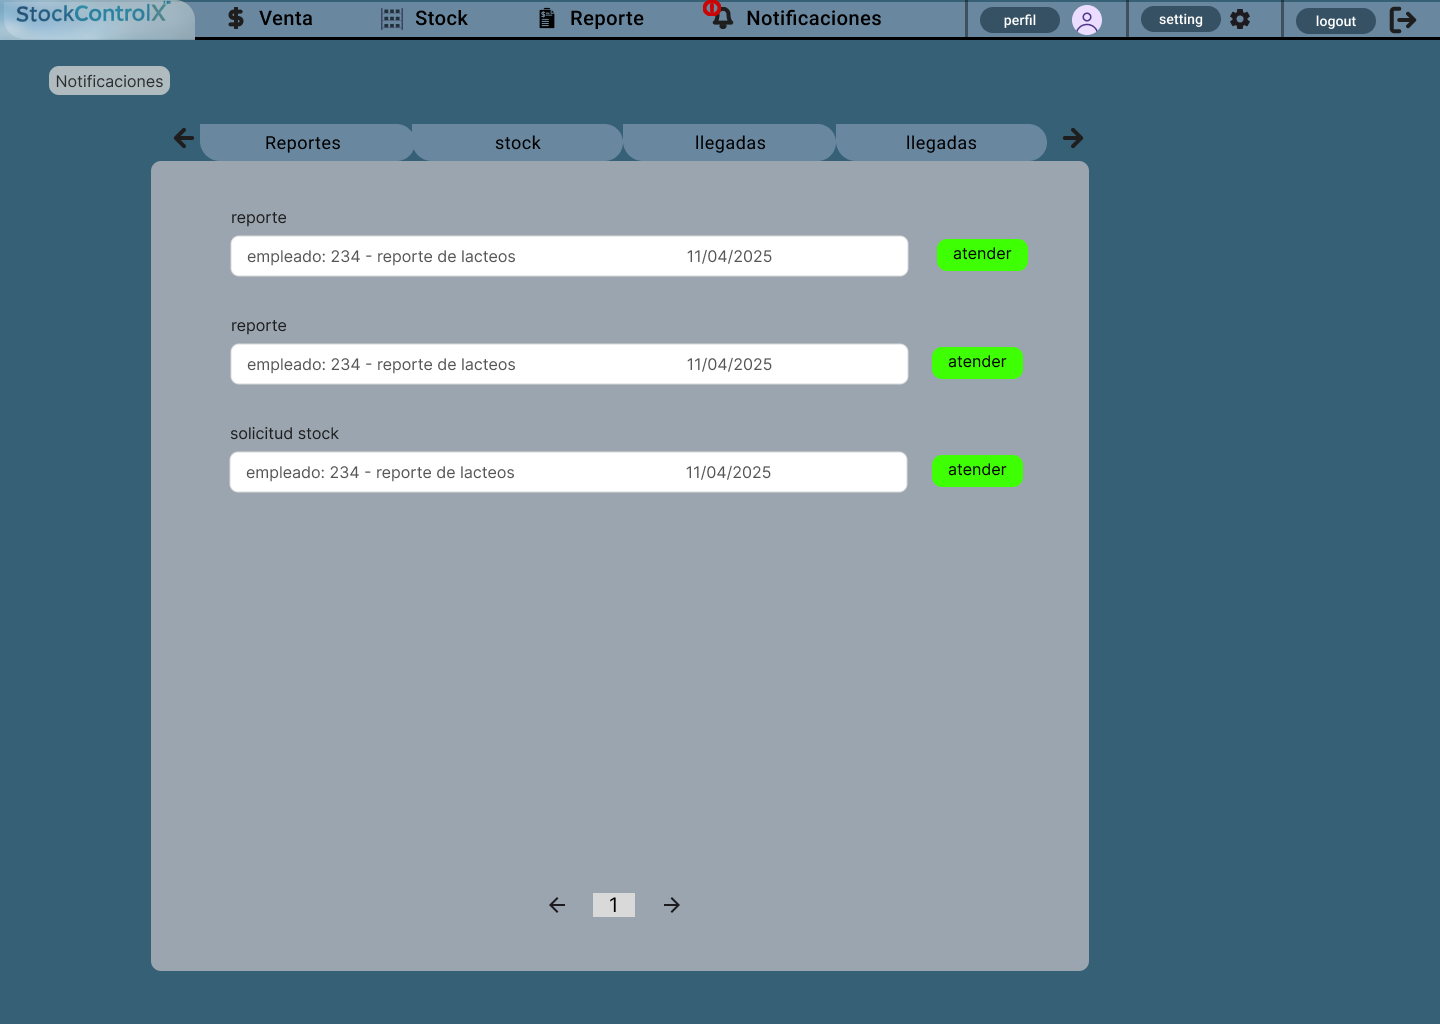 StockControlX
Venta
Stock
Reporte
Notificaciones
perfil
setting
logout
Notificaciones
Reportes
stock
llegadas
llegadas
reporte
empleado: 234 - reporte de lacteos 11/04/2025
atender
reporte
empleado: 234 - reporte de lacteos 11/04/2025
atender
solicitud stock
empleado: 234 - reporte de lacteos 11/04/2025
atender
1